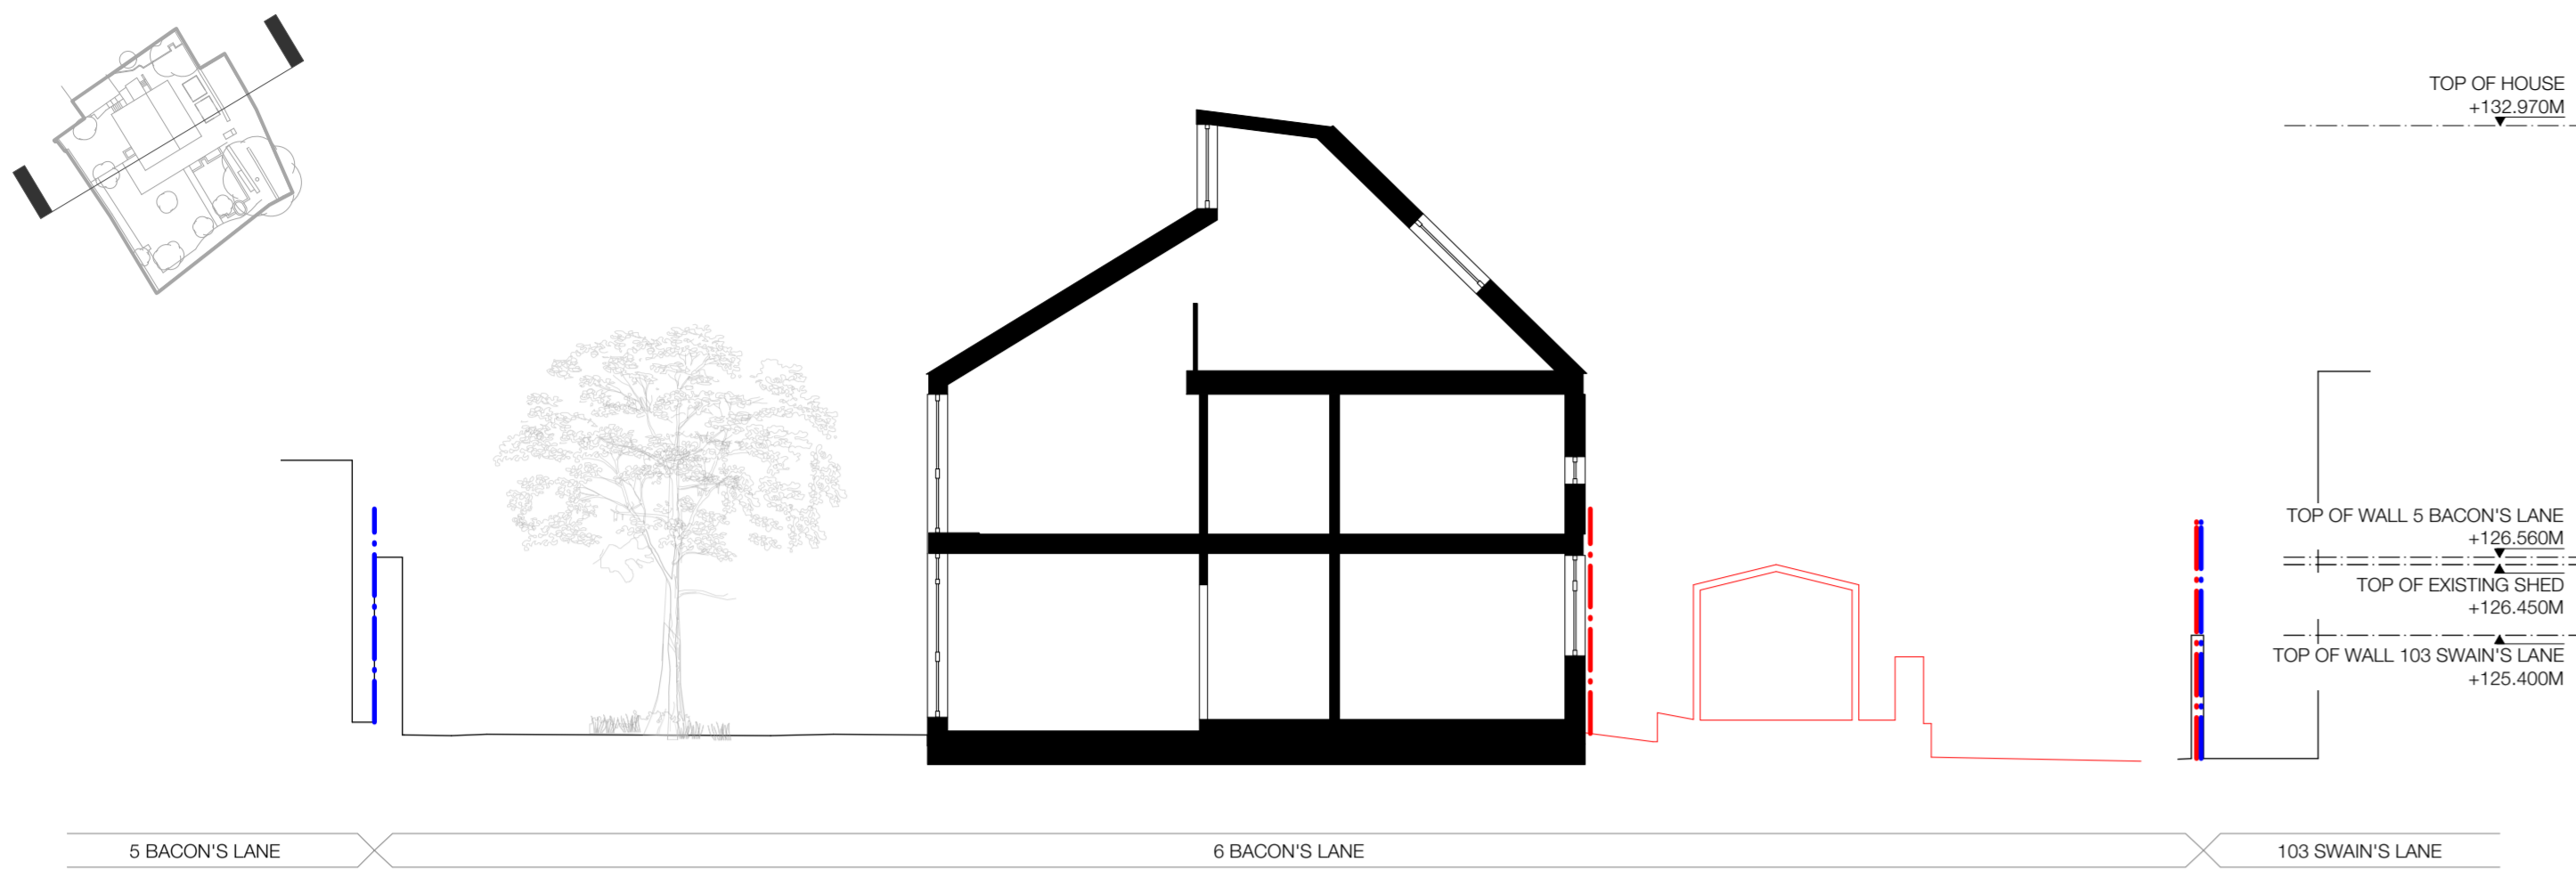 TOP OF HOUSE
+132.970M
TOP OF WALL 5 BACON'S LANE
+126.560M
TOP OF EXISTING SHED
+126.450M
TOP OF WALL 103 SWAIN'S LANE
+125.400M
5 BACON'S LANE
6 BACON'S LANE
103 SWAIN'S LANE